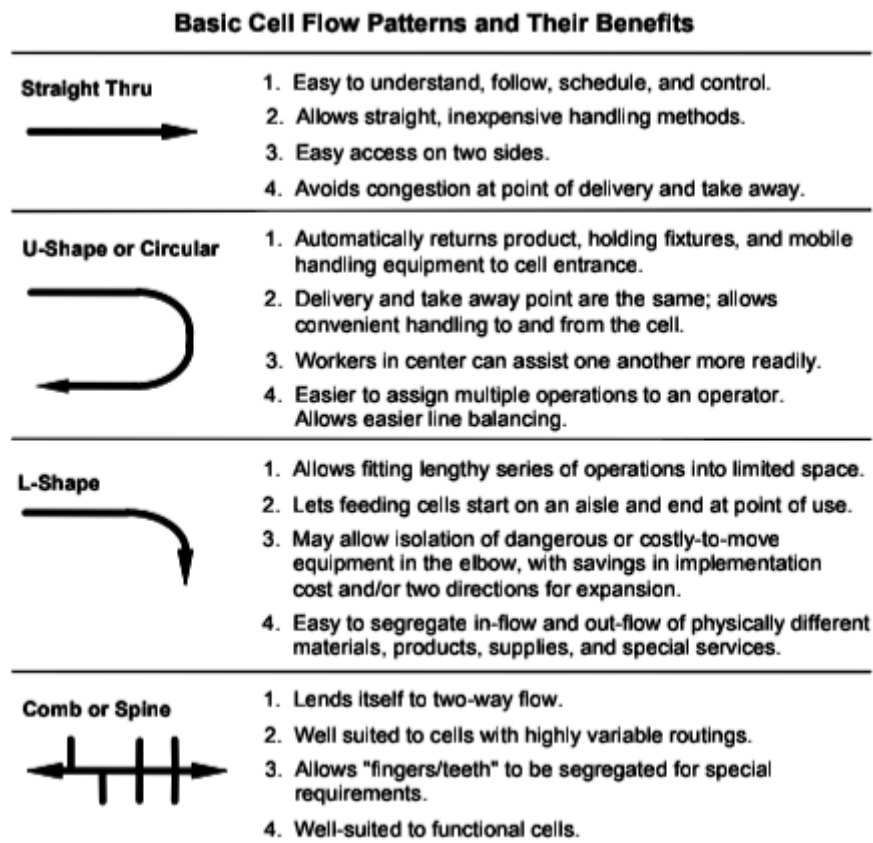 Basic Cell Flow Patterns and Their Benefits
Straight Thru
1. Easy to understand, follow, schedule, and control.
2. Allows straight, inexpensive handling methods.
3. Easy access on two sides.
4. Avoids congestion at point of delivery and take away.
U-Shape or Circular
1. Automatically returns product, holding fixtures, and mobile
handling equipment to cell entrance.
2. Delivery and take away point are the same; allows
convenient handling to and from the cell.
3. Workers in center can assist one another more readily.
4. Easier to assign multiple operations to an operator.
Allows easier line balancing.
L-Shape
1. Allows fitting lengthy series of operations into limited space.
2. Lets feeding cells start on an aisle and end at point of use.
3. May allow isolation of dangerous or costly-to-move
equipment in the elbow, with savings in implementation
cost and/or two directions for expansion.
4. Easy to segregate in-flow and out-flow of physically different
materials, products, supplies, and special services.
Comb or Spine
1. Lends itself to two-way flow.
2. Well suited to cells with highly variable routings.
3. Allows "fingers/teeth" to be segregated for special
requirements.
4. Well-suited to functional cells.